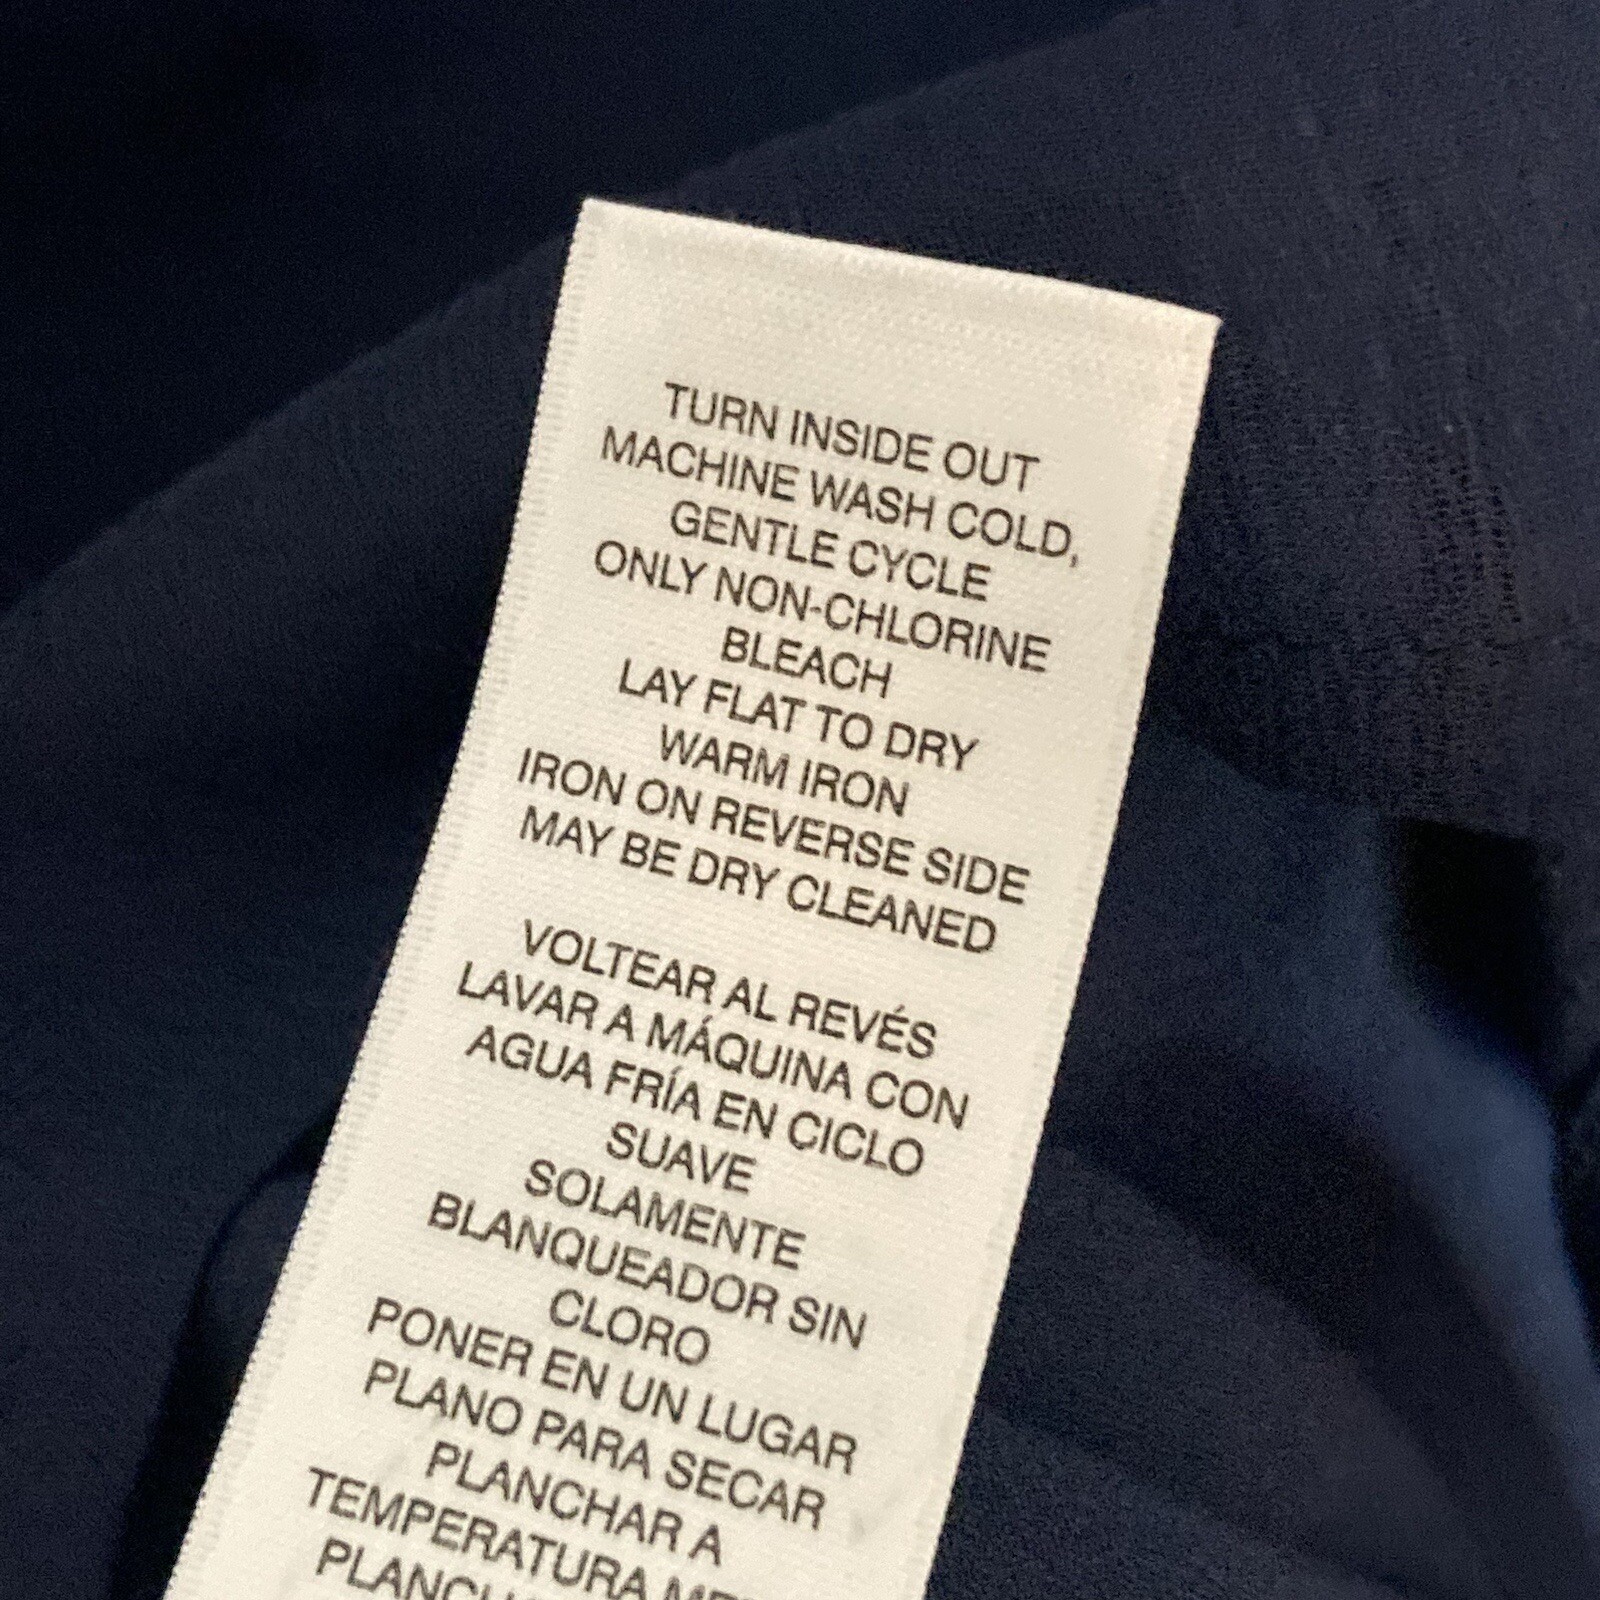 TURN INSIDE OUT
MACHINE WASH COLD,
GENTLE CYCLE
ONLY NON-CHLORINE
BLEACH
LAY FLAT TO DRY
WARM IRON
IRON ON REVERSE SIDE
MAY BE DRY CLEANED
VOLTEAR AL REVÉS
LAVAR A MÁQUINA CON
AGUA FRÍA EN CICLO
SUAVE
SOLAMENTE
BLANQUEADOR SIN
CLORO
PONER EN UN LUGAR
PLANO PARA SECAR
PLANCHAR A
TEMPERATURA